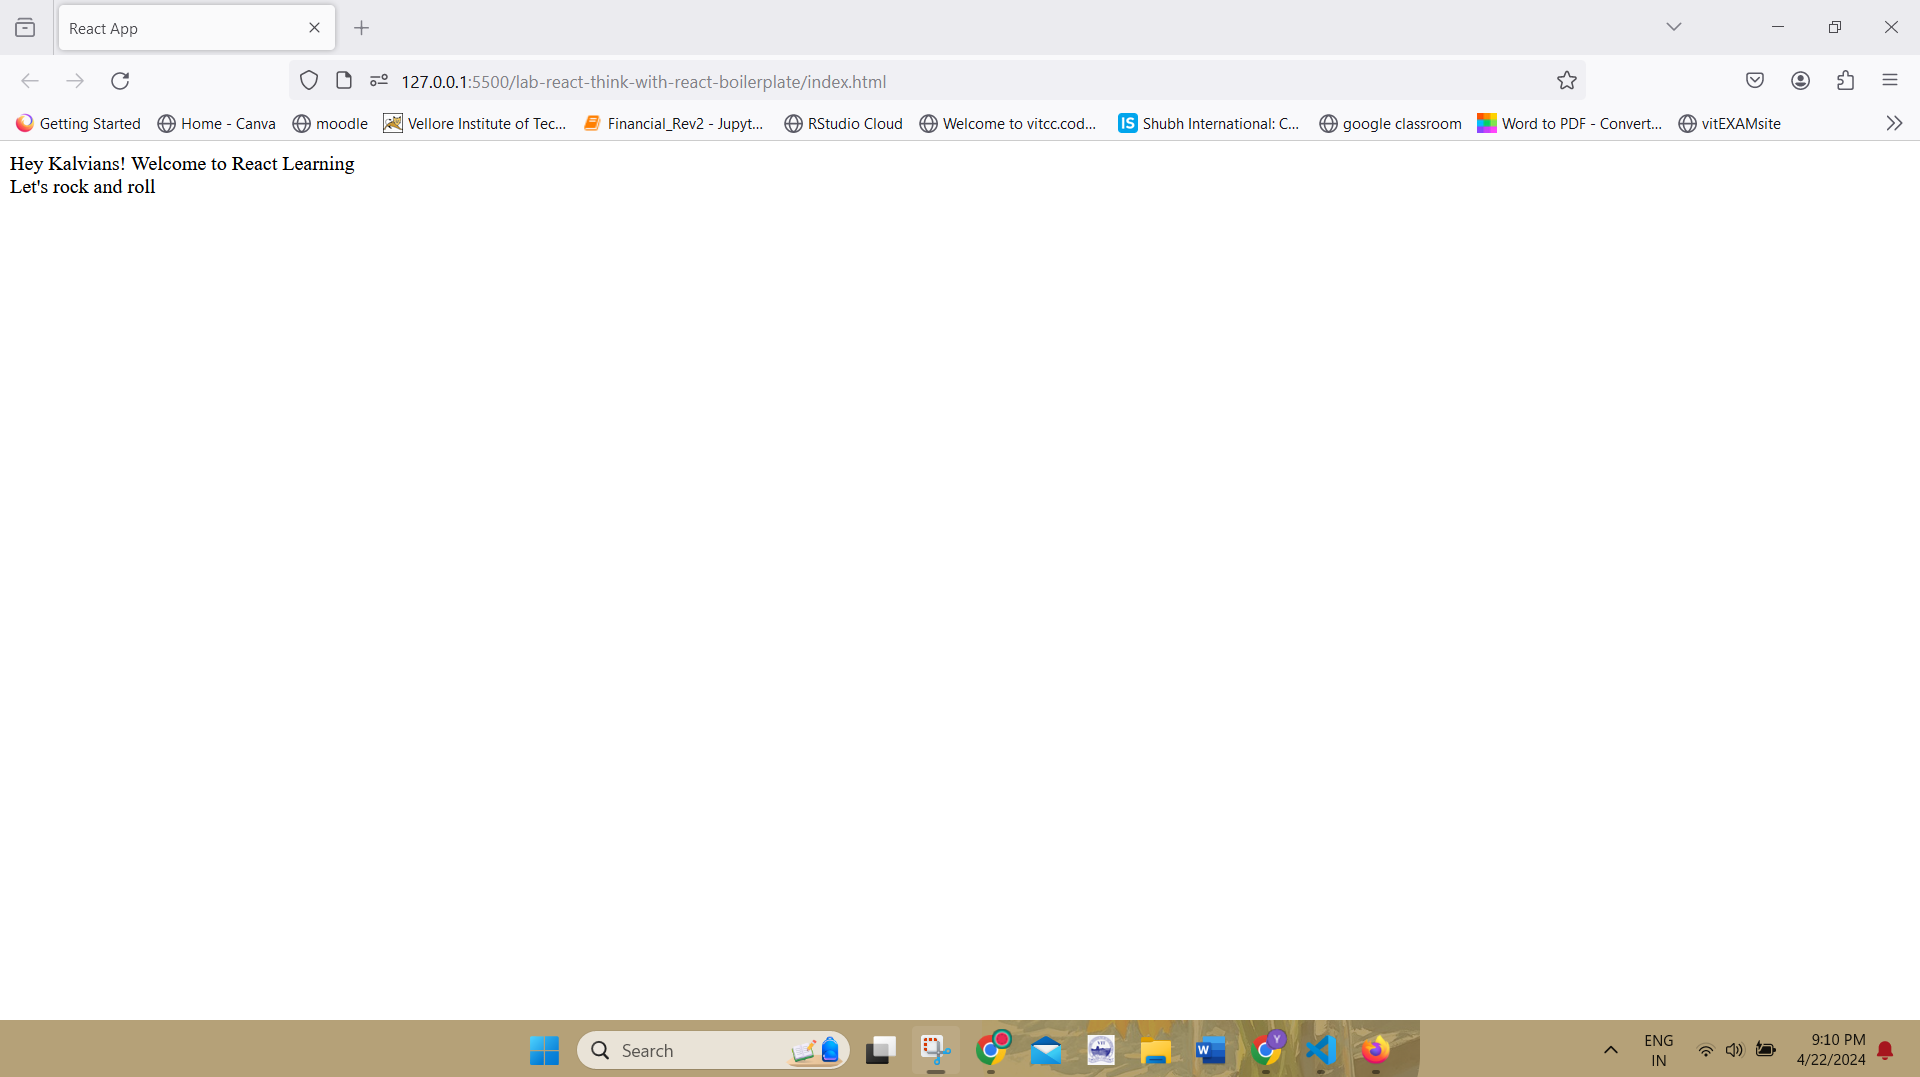 React App
127.0.0.1:5500/lab-react-think-with-react-boilerplate/index.html
Getting Started Home - Canva moodle Vellore Institute of Tec... Financial_Rev2 - Jupyt... RStudio Cloud Welcome to vitcc.cod... IS Shubh International: C... google classroom Word to PDF - Convert... vitEXAMsite
Hey Kalvians! Welcome to React Learning
Let's rock and roll
Search W Y ENG 9:10 PM
IN 4/22/2024